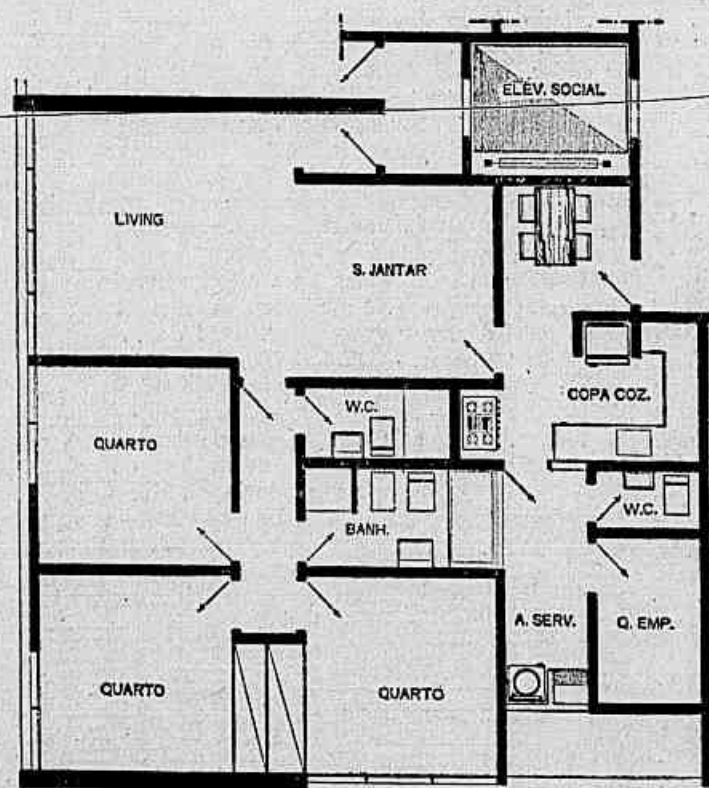 ELEV. SOCIAL
LIVING
S. JANTAR
W.C.
COPA COZ.
QUARTO
BANH.
W.C.
A. SERV.
Q. EMP.
QUARTO
QUARTO